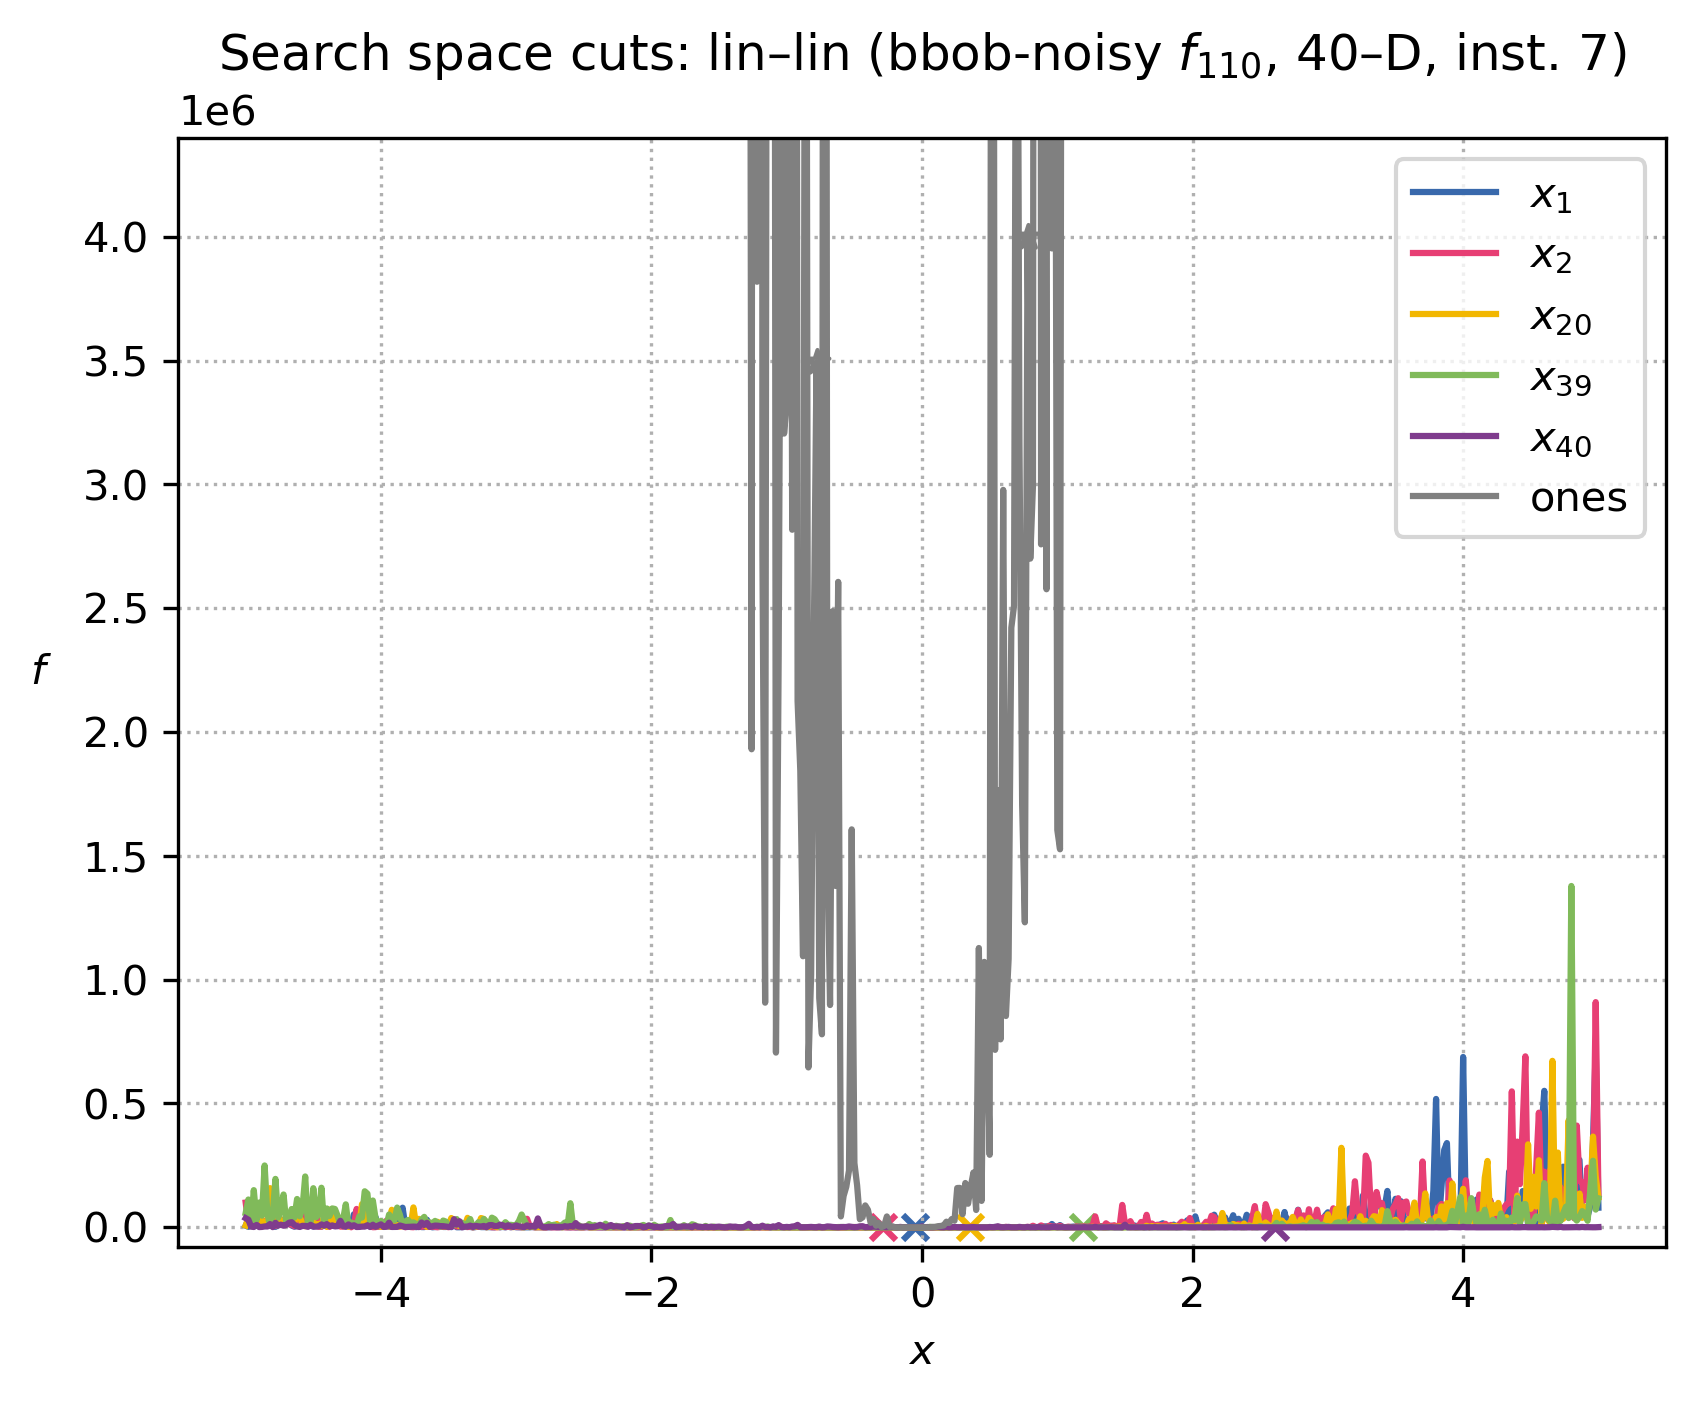 Search space cuts: lin–lin (bbob-noisy f₁₁₀, 40–D, inst. 7)
1e6
4.0
3.5
3.0
2.5
2.0
1.5
1.0
0.5
0.0
f
−4
−2
0
2
4
x
x₁
x₂
x₂₀
x₃₉
x₄₀
ones